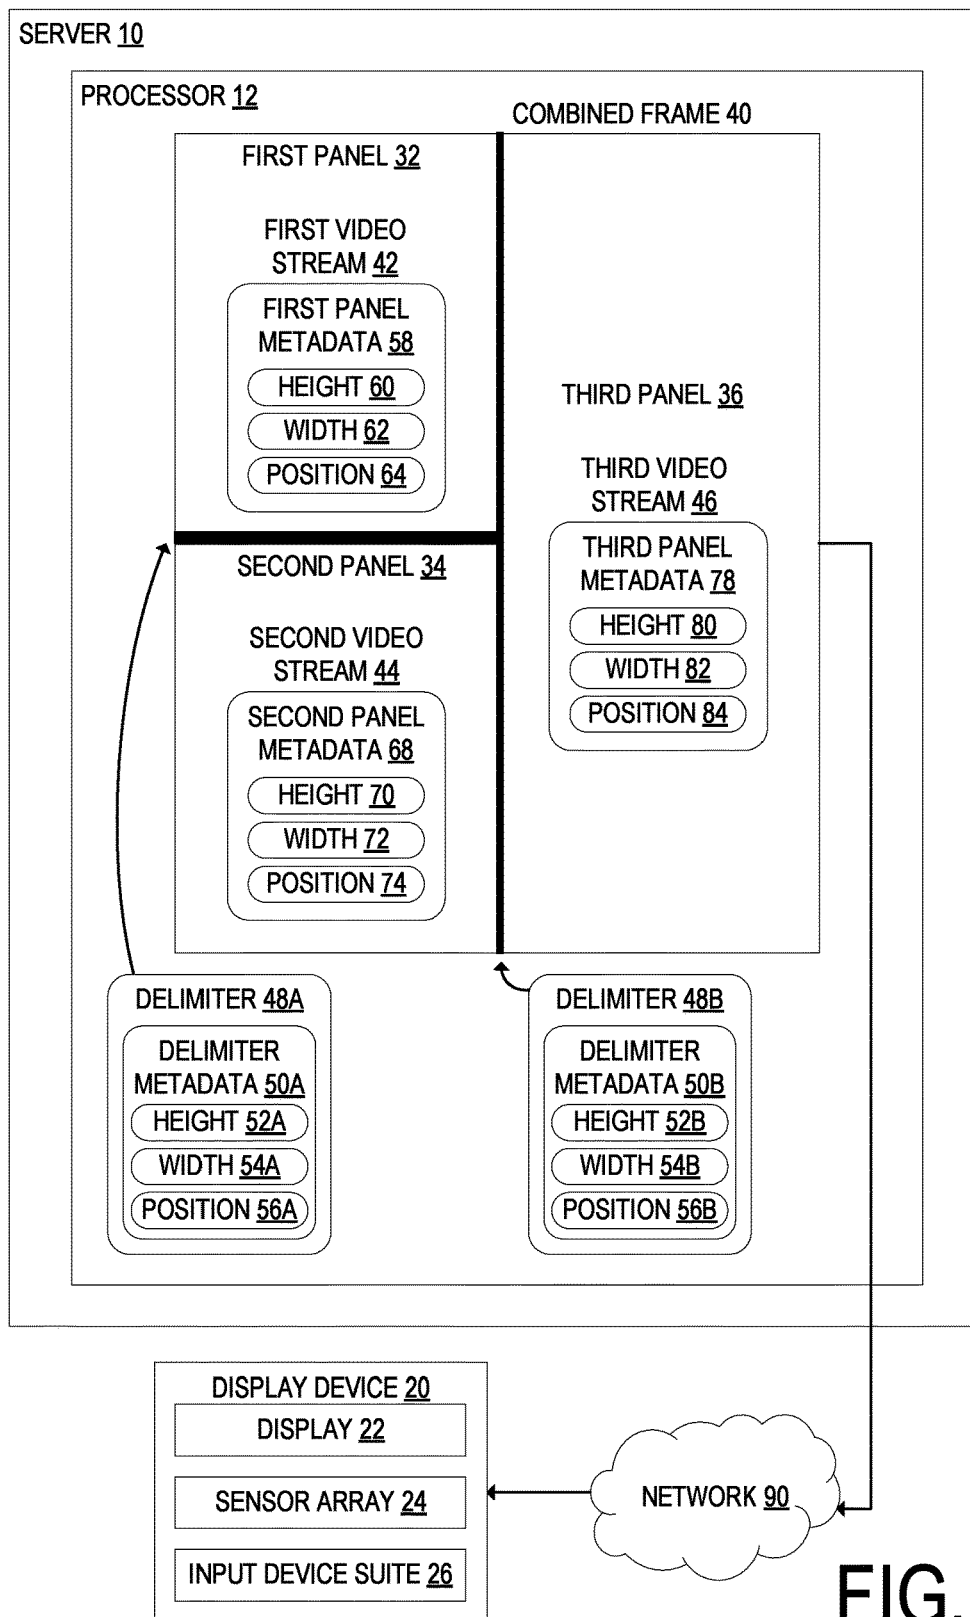 SERVER 10
PROCESSOR 12
COMBINED FRAME 40
FIRST PANEL 32
FIRST VIDEO
STREAM 42
FIRST PANEL
METADATA 58
HEIGHT 60
WIDTH 62
POSITION 64
SECOND PANEL 34
SECOND VIDEO
STREAM 44
SECOND PANEL
METADATA 68
HEIGHT 70
WIDTH 72
POSITION 74
THIRD PANEL 36
THIRD VIDEO
STREAM 46
THIRD PANEL
METADATA 78
HEIGHT 80
WIDTH 82
POSITION 84
DELIMITER 48A
DELIMITER
METADATA 50A
HEIGHT 52A
WIDTH 54A
POSITION 56A
DELIMITER 48B
DELIMITER
METADATA 50B
HEIGHT 52B
WIDTH 54B
POSITION 56B
DISPLAY DEVICE 20
DISPLAY 22
SENSOR ARRAY 24
INPUT DEVICE SUITE 26
NETWORK 90
FIG.